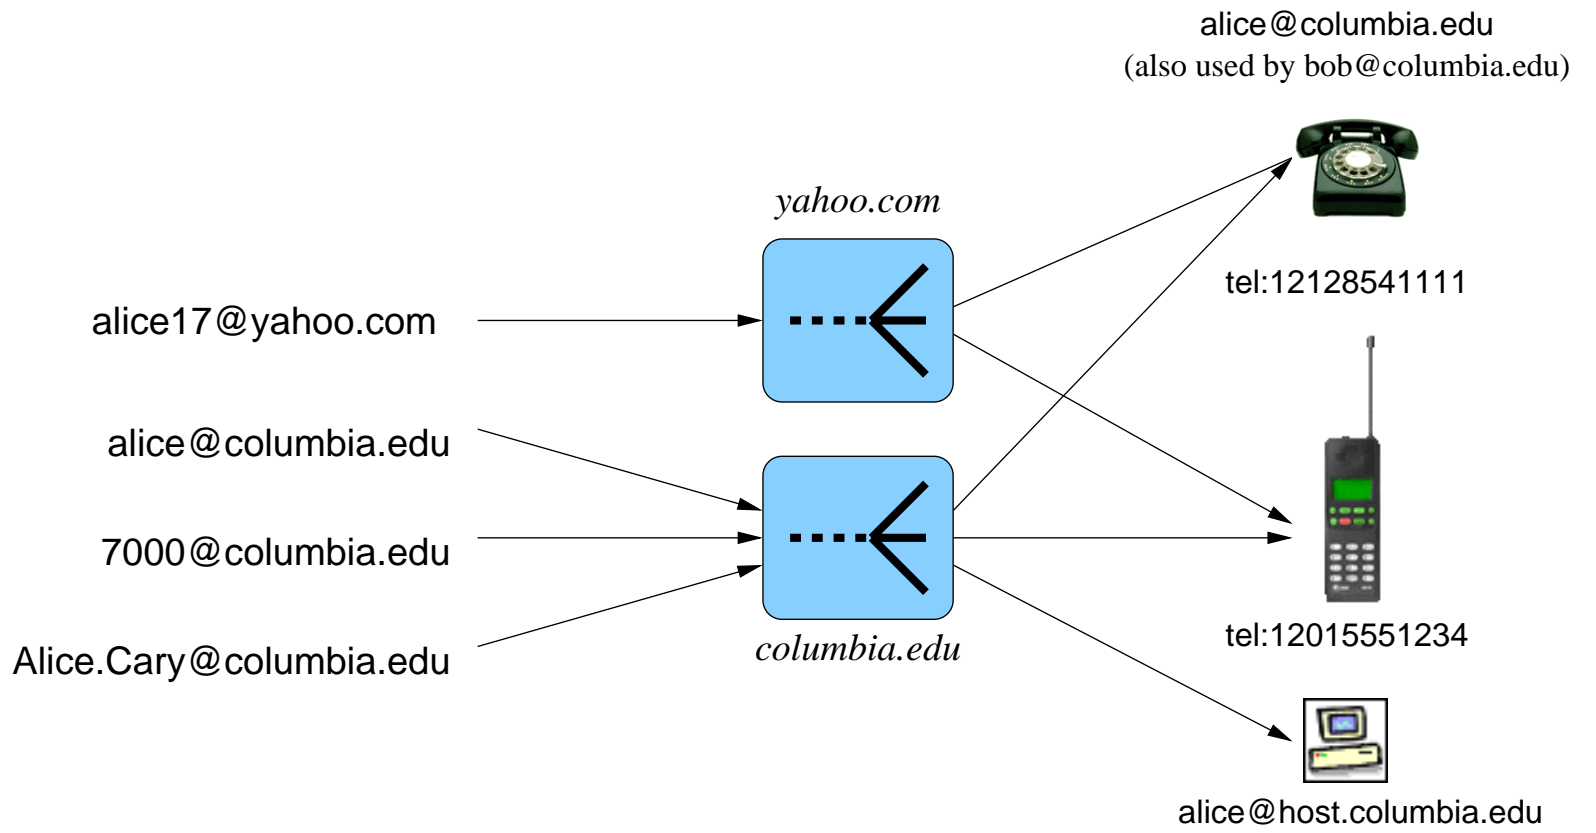 alice@columbia.edu
(also used by bob@columbia.edu)
yahoo.com
tel:12128541111
alice17@yahoo.com
alice@columbia.edu
7000@columbia.edu
Alice.Cary@columbia.edu
columbia.edu
tel:12015551234
alice@host.columbia.edu